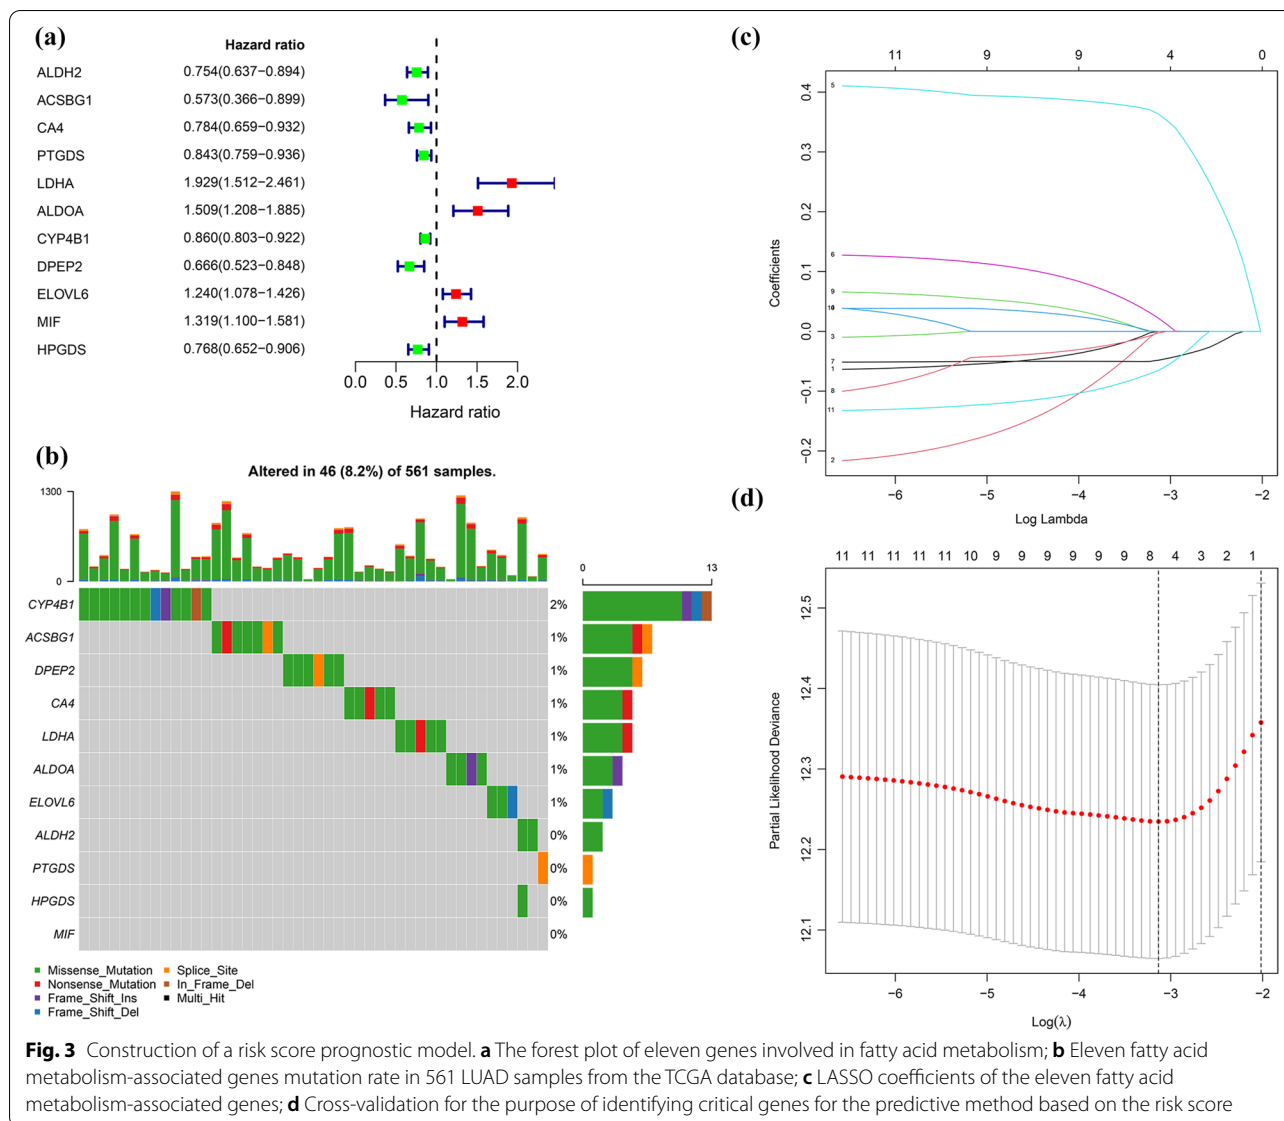 (a)
Hazard ratio
ALDH2 0.754(0.637−0.894)
ACSBG1 0.573(0.366−0.899)
CA4 0.784(0.659−0.932)
PTGDS 0.843(0.759−0.936)
LDHA 1.929(1.512−2.461)
ALDOA 1.509(1.208−1.885)
CYP4B1 0.860(0.803−0.922)
DPEP2 0.666(0.523−0.848)
ELOVL6 1.240(1.078−1.426)
MIF 1.319(1.100−1.581)
HPGDS 0.768(0.652−0.906)
0.0 0.5 1.0 1.5 2.0
Hazard ratio
(b)
Altered in 46 (8.2%) of 561 samples.
1300
0
0 13
CYP4B1 2%
ACSBG1 1%
DPEP2 1%
CA4 1%
LDHA 1%
ALDOA 1%
ELOVL6 1%
ALDH2 0%
PTGDS 0%
HPGDS 0%
MIF 0%
Missense_Mutation Splice_Site
Nonsense_Mutation In_Frame_Del
Frame_Shift_Ins Multi_Hit
Frame_Shift_Del
(c)
11 9 9 4 0
0.4
0.3
0.2
0.1
0.0
−0.1
−0.2
Coefficients
5
6
9
3
7
1
8
11
2
−6 −5 −4 −3 −2
Log Lambda
(d)
11 11 11 11 11 10 9 9 9 9 9 9 8 4 3 2 1
12.5
12.4
12.3
12.2
12.1
Partial Likelihood Deviance
−6 −5 −4 −3 −2
Log(λ)
Fig. 3 Construction of a risk score prognostic model. a The forest plot of eleven genes involved in fatty acid metabolism; b Eleven fatty acid
metabolism-associated genes mutation rate in 561 LUAD samples from the TCGA database; c LASSO coefficients of the eleven fatty acid
metabolism-associated genes; d Cross-validation for the purpose of identifying critical genes for the predictive method based on the risk score